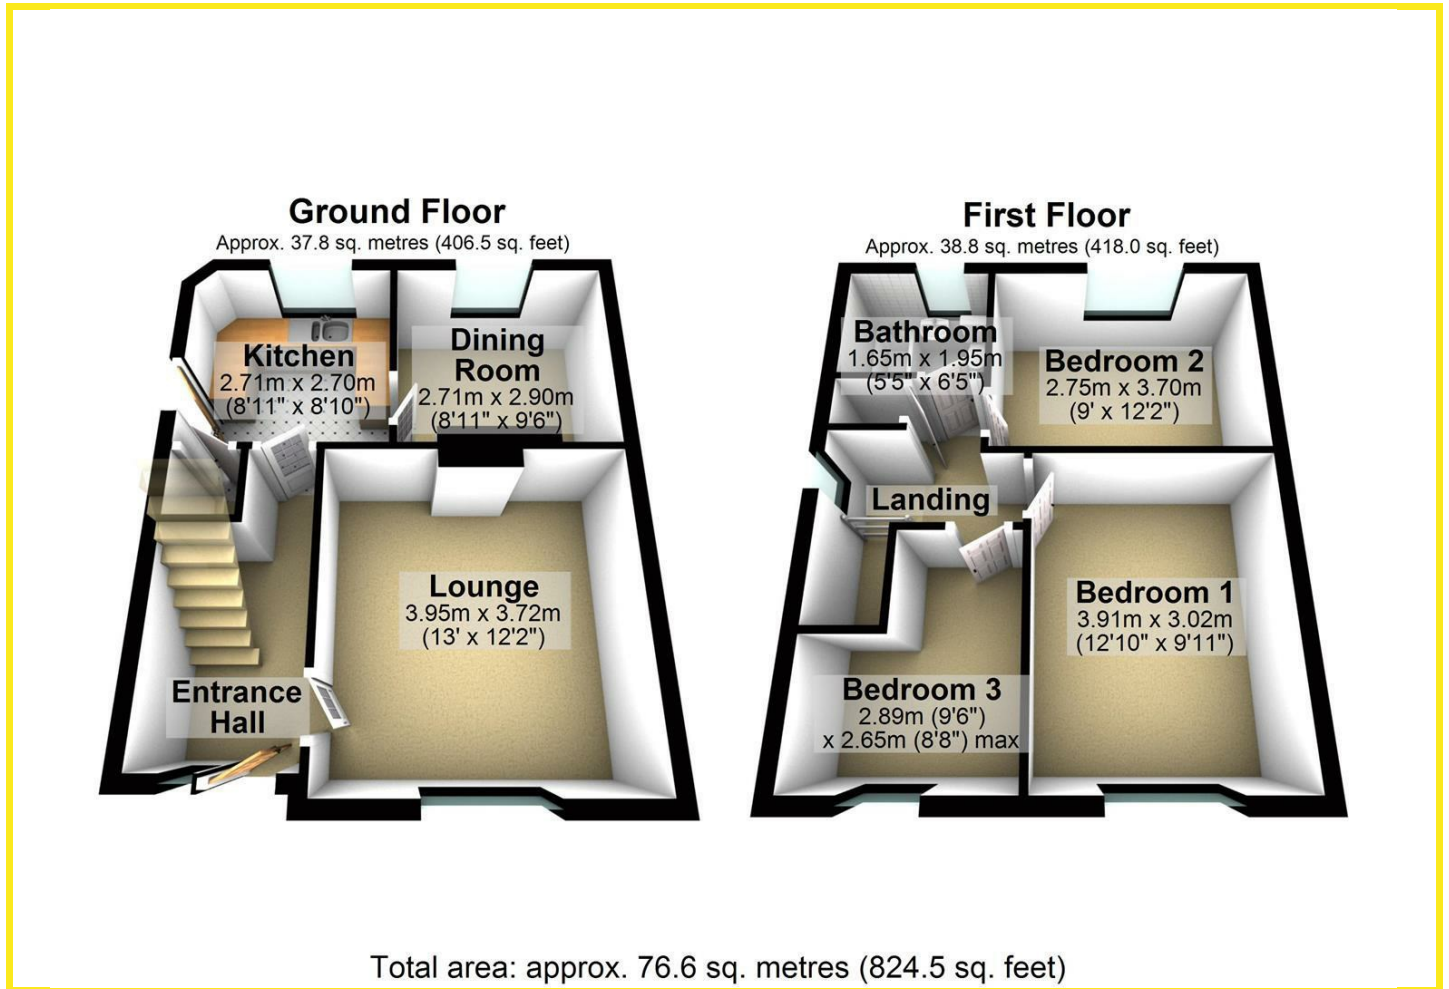 Ground Floor
Approx. 37.8 sq. metres (406.5 sq. feet)
Kitchen
2.71m x 2.70m
(8'11" x 8'10")
Dining
Room
2.71m x 2.90m
(8'11" x 9'6")
Lounge
3.95m x 3.72m
(13' x 12'2")
Entrance
Hall
First Floor
Approx. 38.8 sq. metres (418.0 sq. feet)
Bathroom
1.65m x 1.95m
(5'5" x 6'5")
Bedroom 2
2.75m x 3.70m
(9' x 12'2")
Landing
Bedroom 1
3.91m x 3.02m
(12'10" x 9'11")
Bedroom 3
2.89m (9'6")
x 2.65m (8'8") max
Total area: approx. 76.6 sq. metres (824.5 sq. feet)